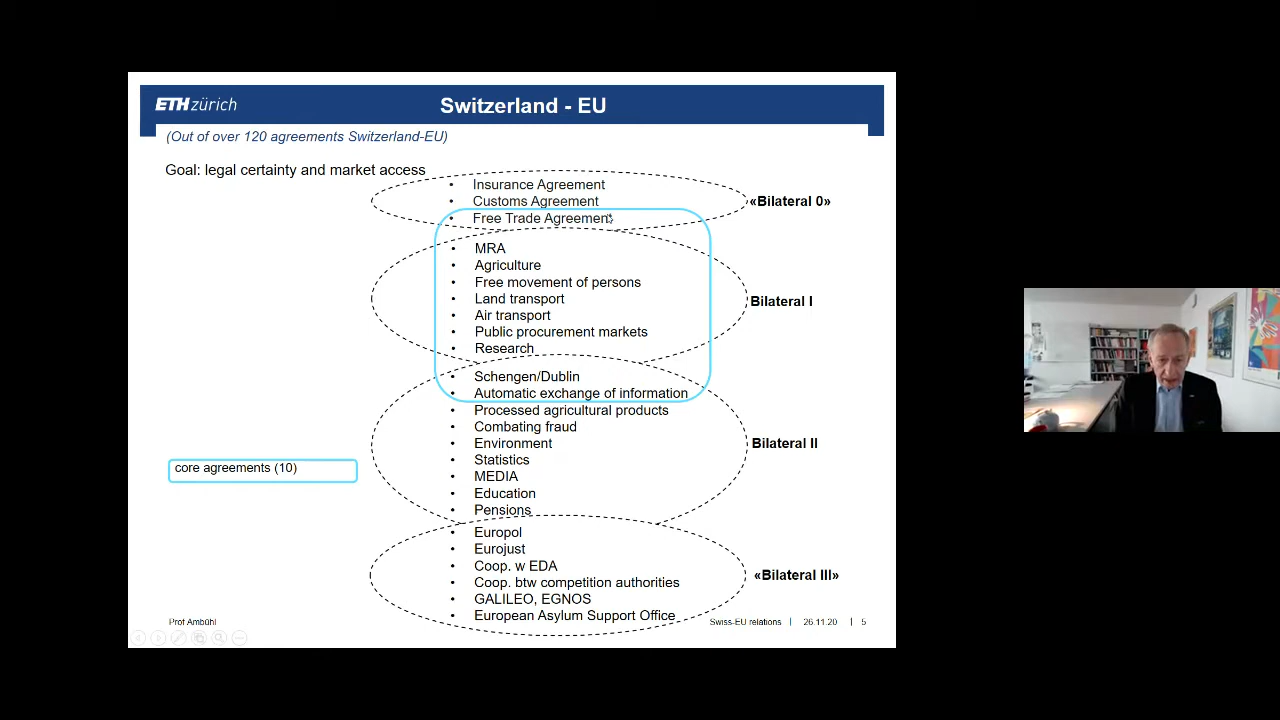 ETH zürich
Switzerland - EU
(Out of over 120 agreements Switzerland-EU)
Goal: legal certainty and market access
• Insurance Agreement
• Customs Agreement
• Free Trade Agreement
«Bilateral 0»
• MRA
• Agriculture
• Free movement of persons
• Land transport
• Air transport
• Public procurement markets
• Research
Bilateral I
• Schengen/Dublin
• Automatic exchange of information
• Processed agricultural products
• Combating fraud
• Environment
• Statistics
• MEDIA
• Education
• Pensions
Bilateral II
core agreements (10)
• Europol
• Eurojust
• Coop. w EDA
• Coop. btw competition authorities
• GALILEO, EGNOS
• European Asylum Support Office
«Bilateral III»
Prof Ambühl
Swiss-EU relations | 26.11.20 | 5